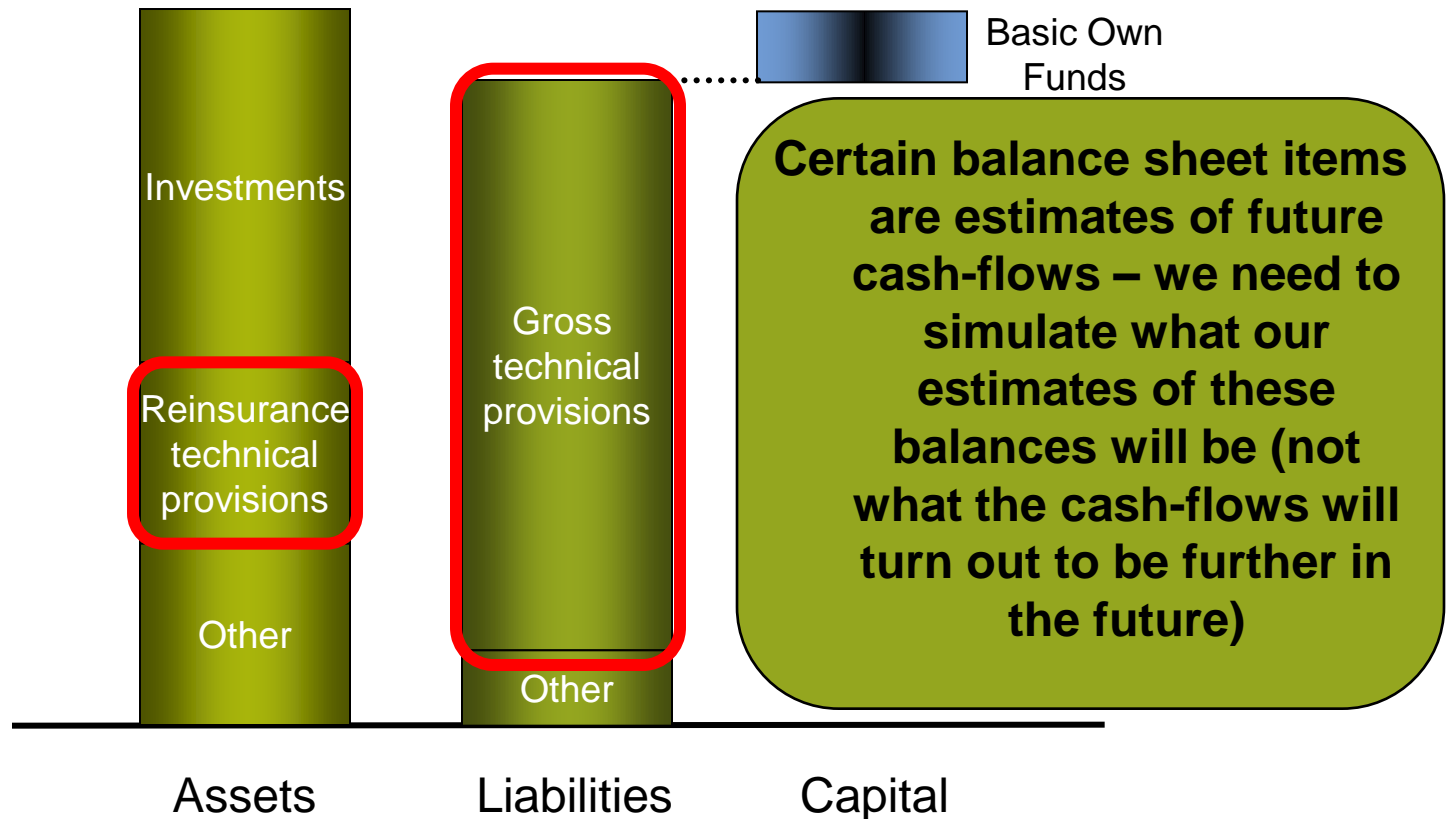 Basic Own
Funds
Investments
Reinsurance
technical
provisions
Other
Gross
technical
provisions
Other
Certain balance sheet items
are estimates of future
cash-flows – we need to
simulate what our
estimates of these
balances will be (not
what the cash-flows will
turn out to be further in
the future)
Assets
Liabilities
Capital